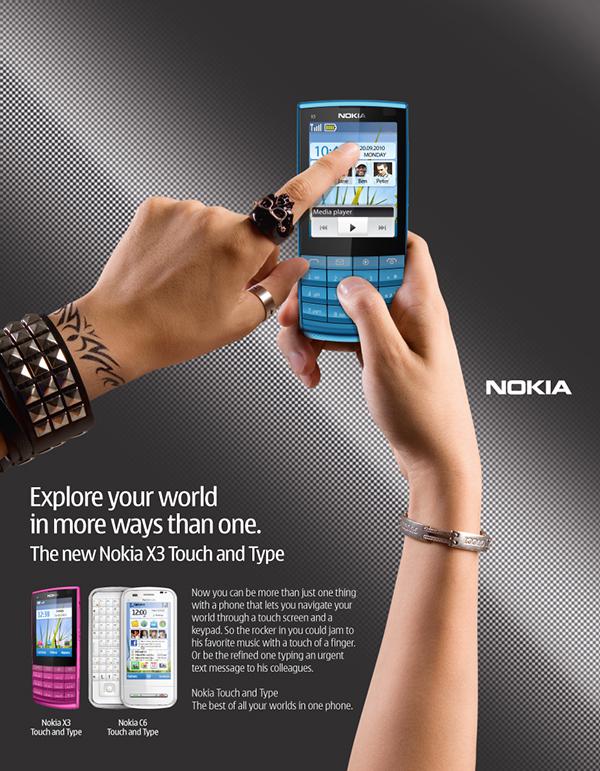 X3
NOKIA
20.09.2010
MONDAY
Ben
Peter
Media player
NOKIA
Explore your world
in more ways than one.
The new Nokia X3 Touch and Type
Now you can be more than just one thing
with a phone that lets you navigate your
world through a touch screen and a
keypad. So the rocker in you could jam to
his favorite music with a touch of a finger.
Or be the refined one typing an urgent
text message to his colleagues.
Nokia Touch and Type
The best of all your worlds in one phone.
12:00
Nokia X3
Touch and Type
Nokia C6
Touch and Type